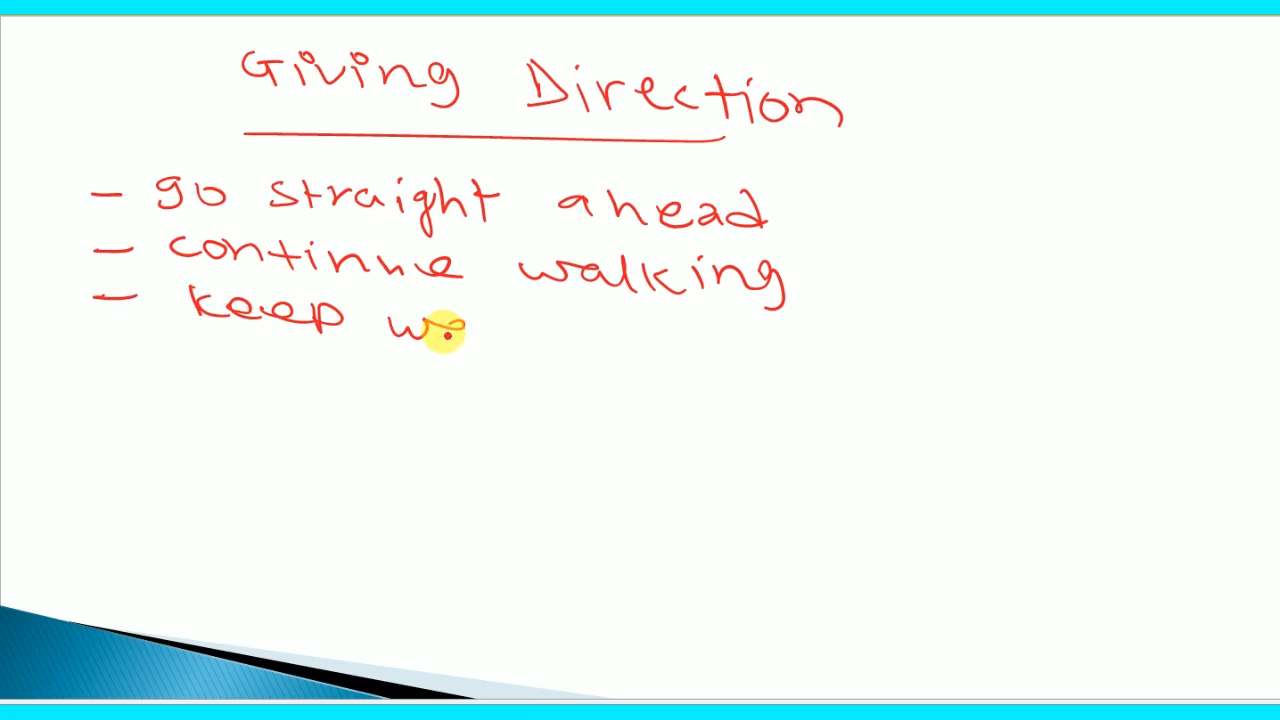 Giving Direction
- go straight ahead
- continue walking
- keep